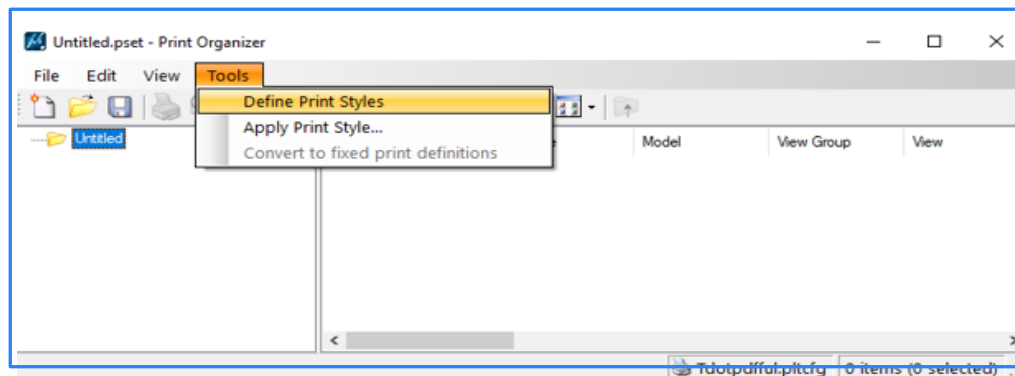 Untitled.pset - Print Organizer
File Edit View Tools
Define Print Styles
Apply Print Style...
Convert to fixed print definitions
Untitled
Model View Group View
Tdotpdfful.pltcfg 0 items (0 selected)